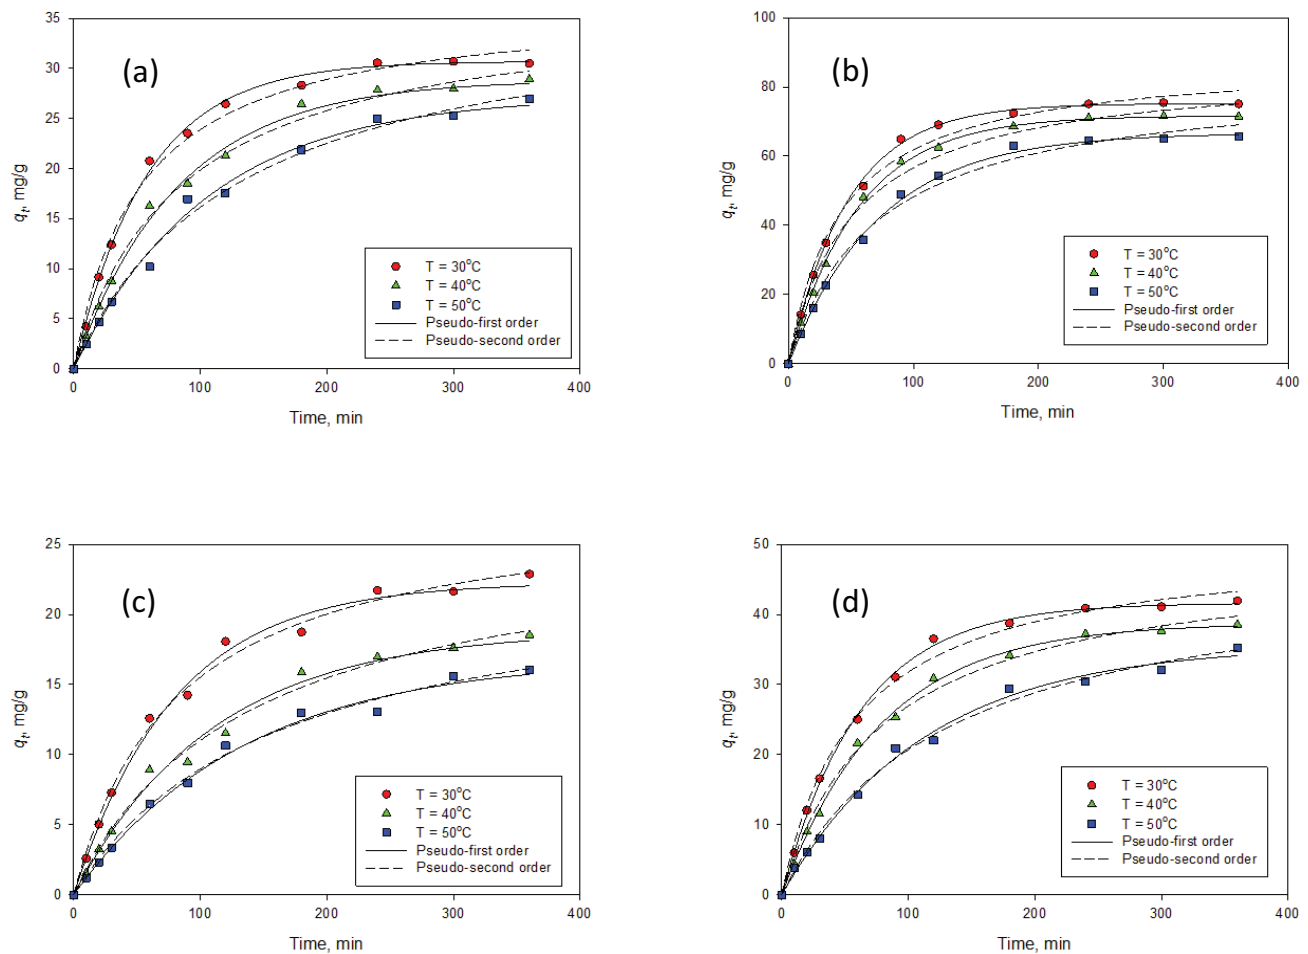 (a)
35
30
25
20
15
10
5
0
qt, mg/g
0 100 200 300 400
Time, min
T = 30°C
T = 40°C
T = 50°C
Pseudo-first order
Pseudo-second order
(b)
100
80
60
40
20
0
qt, mg/g
0 100 200 300 400
Time, min
T = 30°C
T = 40°C
T = 50°C
Pseudo-first order
Pseudo-second order
(c)
25
20
15
10
5
0
qt, mg/g
0 100 200 300 400
Time, min
T = 30°C
T = 40°C
T = 50°C
Pseudo-first order
Pseudo-second order
(d)
50
40
30
20
10
0
qt, mg/g
0 100 200 300 400
Time, min
T = 30°C
T = 40°C
T = 50°C
Pseudo-first order
Pseudo-second order